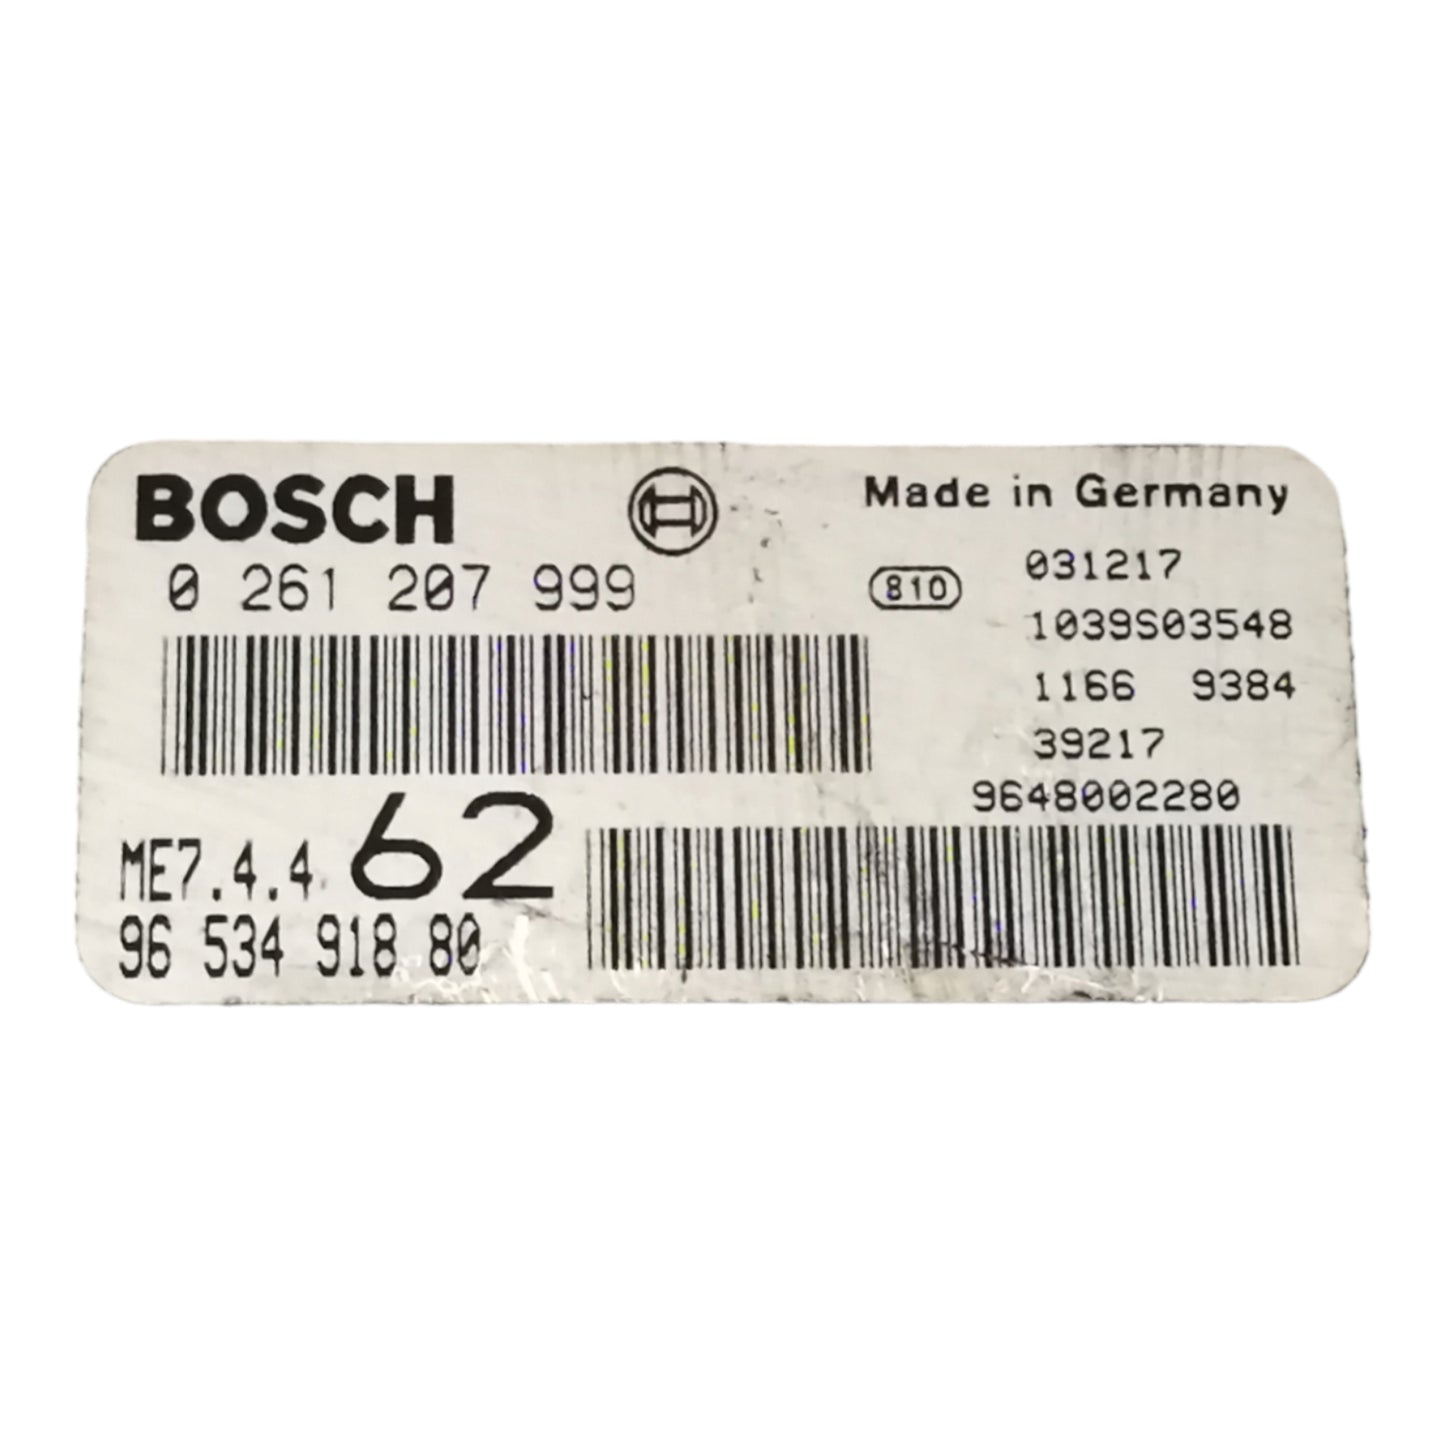 BOSCH
Made in Germany
0 261 207 999
810
031217
1039S03548
1166 9384
39217
9648002280
ME7.4.4 62
96 534 918 80